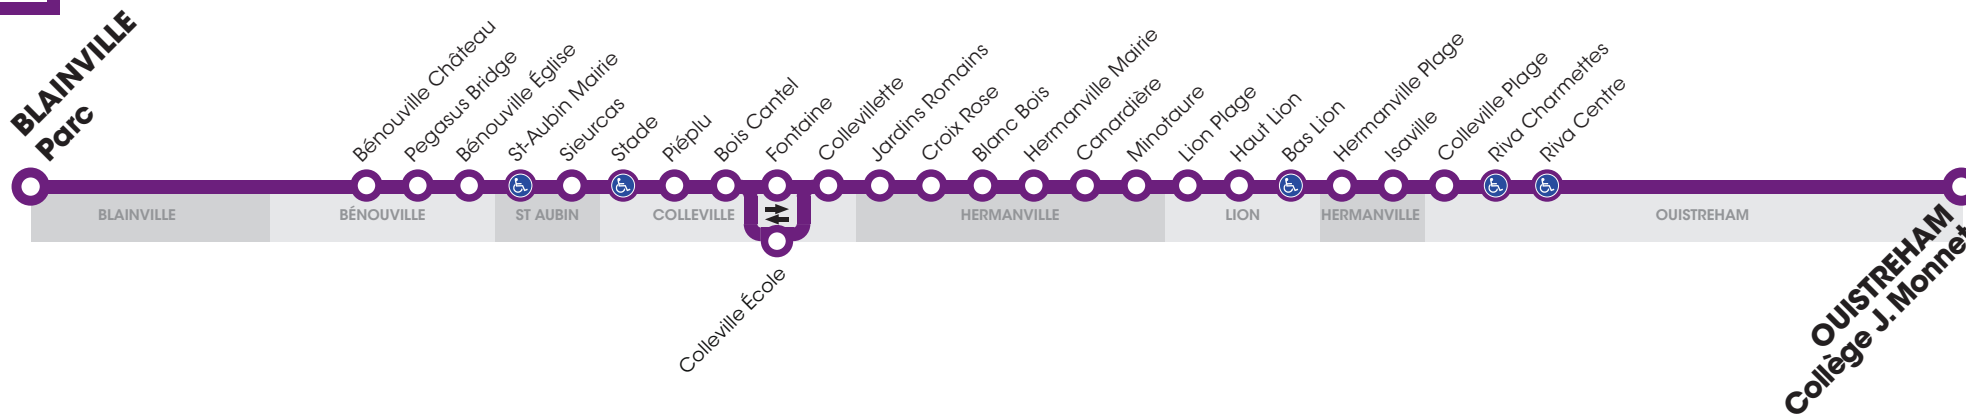 BLAINVILLE
Parc
Bénouville Château
Pegasus Bridge
Bénouville Église
St-Aubin Mairie
Sieurcas
Stade
Piéplu
Bois Cantel
Fontaine
Collevillette
Jardins Romains
Croix Rose
Blanc Bois
Hermanville Mairie
Canardière
Minotaure
Lion Plage
Haut Lion
Bas Lion
Hermanville Plage
Isaville
Colleville Plage
Riva Charmettes
Riva Centre
BLAINVILLE
BÉNOUVILLE
ST AUBIN
COLLEVILLE
HERMANVILLE
LION
HERMANVILLE
OUISTREHAM
Colleville École
OUISTREHAM
Collège J. Monnet